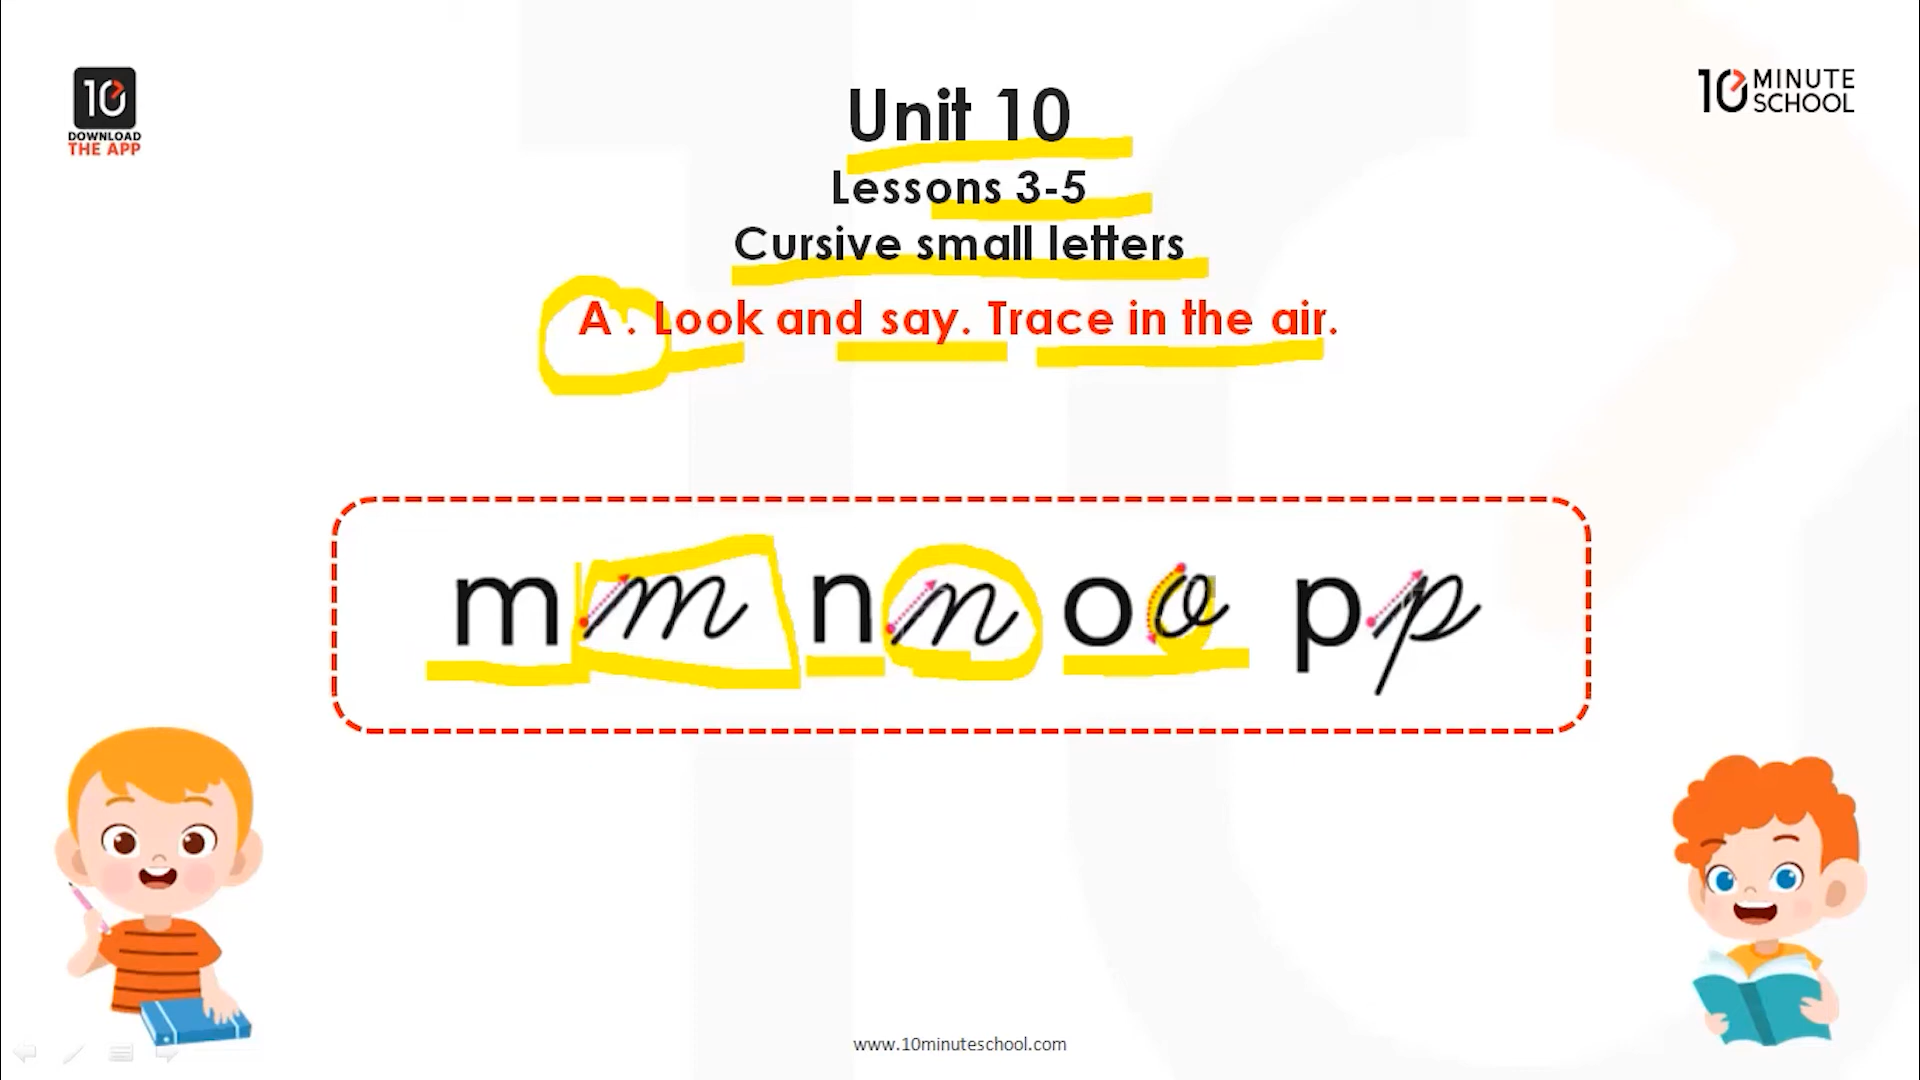 10
DOWNLOAD
THE APP
10 MINUTE
SCHOOL
Unit 10
Lessons 3-5
Cursive small letters
A . Look and say. Trace in the air.
m m n n o o p p
www.10minuteschool.com